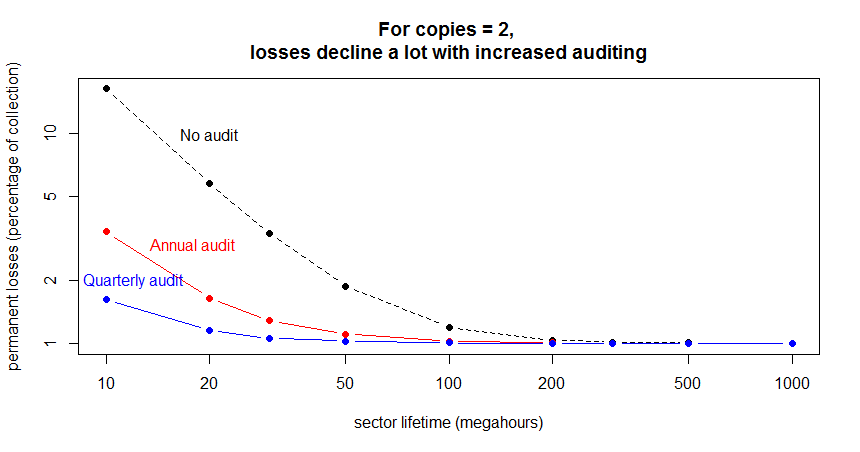 For copies = 2,
losses decline a lot with increased auditing
permanent losses (percentage of collection)
10
5
2
1
No audit
Annual audit
Quarterly audit
10 20 50 100 200 500 1000
sector lifetime (megahours)